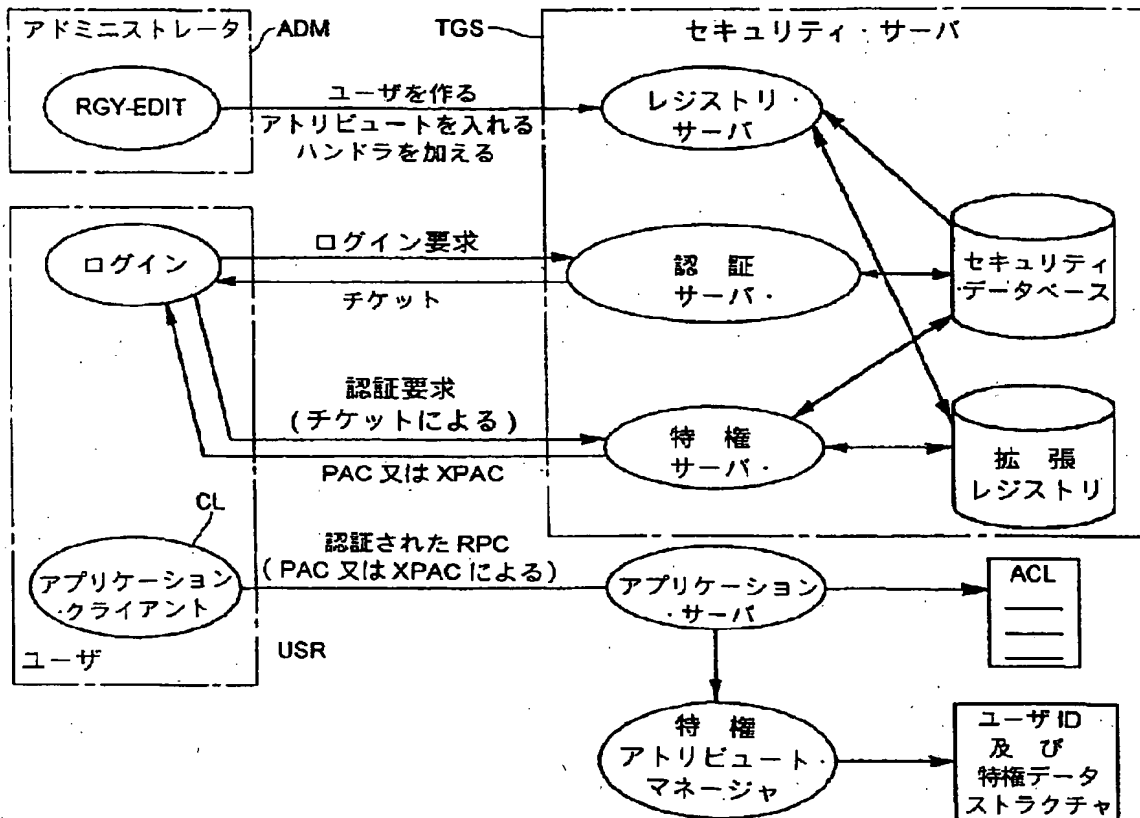 アドミニストレータ
ADM
TGS
セキュリティ・サーバ
RGY-EDIT
ユーザを作る
アトリビュートを入れる
ハンドラを加える
レジストリ・
サーバ
ログイン
ログイン要求
チケット
認証
サーバ・
セキュリティ
・データベース
認証要求
(チケットによる)
PAC 又は XPAC
特権
サーバ・
拡張
レジストリ
CL
認証された RPC
(PAC 又は XPAC による)
アプリケーション
・クライアント
ユーザ
USR
アプリケーション
・サーバ
ACL
特権
アトリビュート・
マネージャ
ユーザ ID
及び
特権データ
ストラクチャ